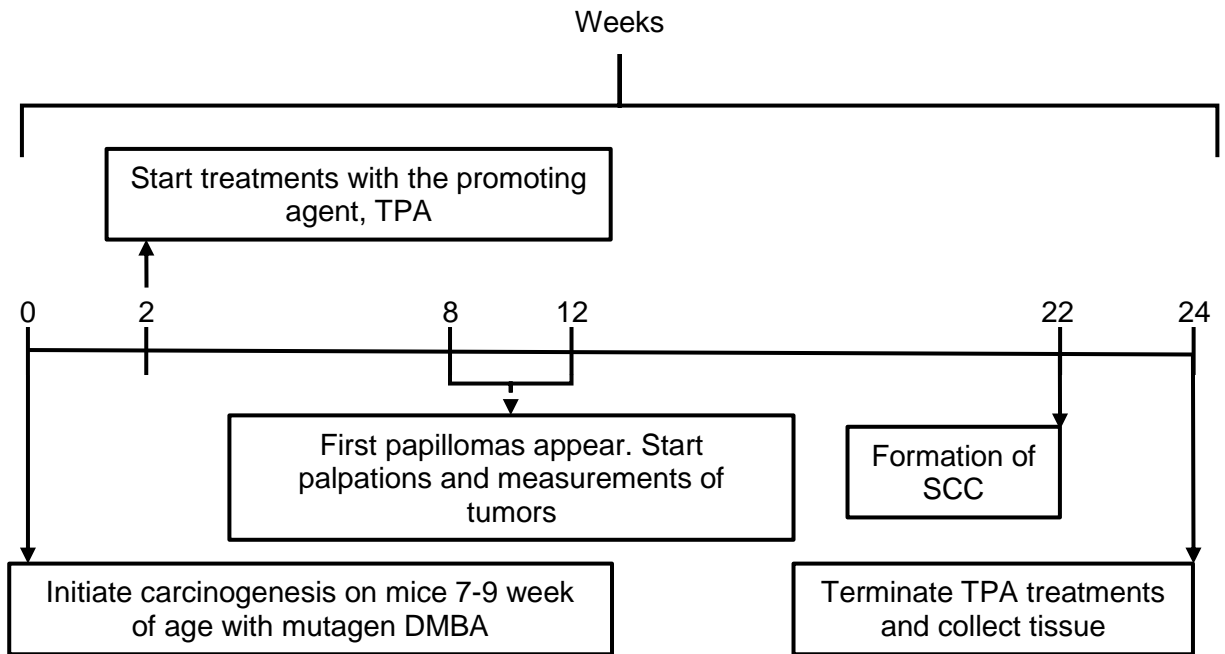 Weeks
Start treatments with the promoting
agent, TPA
0
2
8
12
22
24
First papillomas appear. Start
palpations and measurements of
tumors
Formation of
SCC
Initiate carcinogenesis on mice 7-9 week
of age with mutagen DMBA
Terminate TPA treatments
and collect tissue